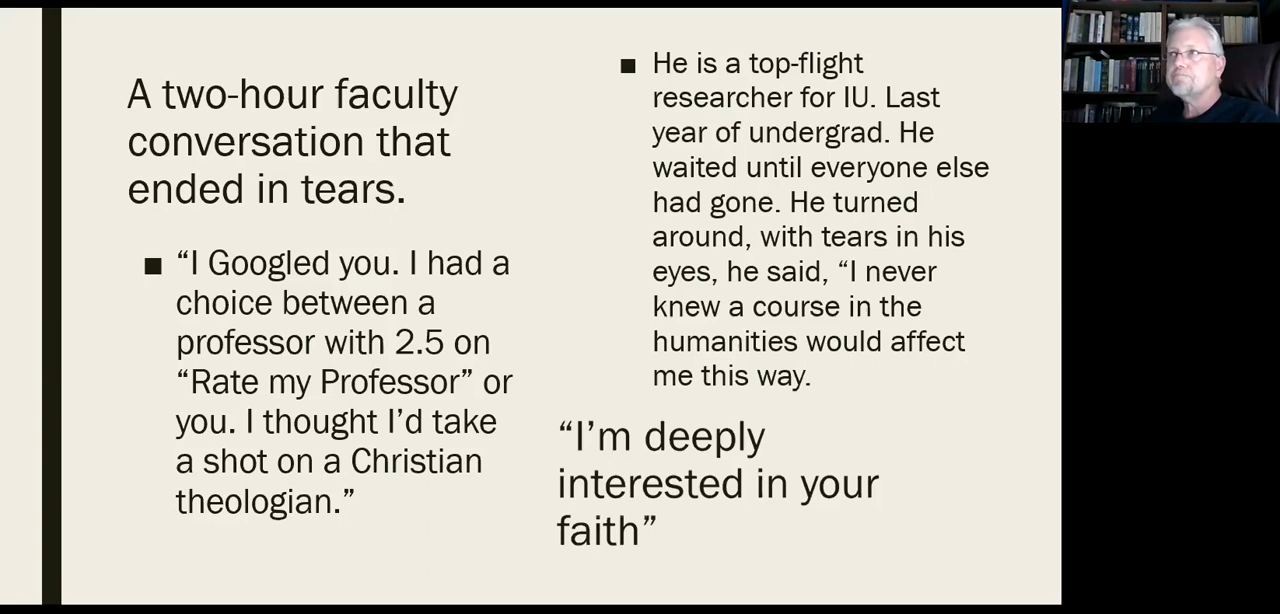 A two-hour faculty
conversation that
ended in tears.
■ “I Googled you. I had a
choice between a
professor with 2.5 on
“Rate my Professor” or
you. I thought I’d take
a shot on a Christian
theologian.”
■ He is a top-flight
researcher for IU. Last
year of undergrad. He
waited until everyone else
had gone. He turned
around, with tears in his
eyes, he said, “I never
knew a course in the
humanities would affect
me this way.
“I’m deeply
interested in your
faith”